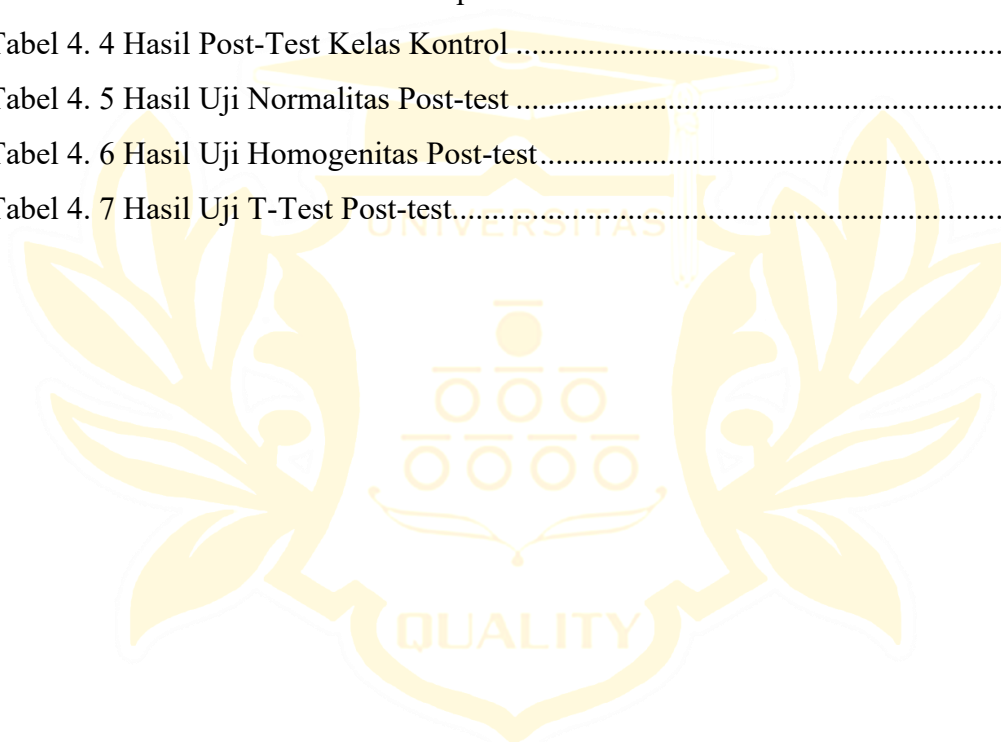 Tabel 4. 4 Hasil Post-Test Kelas Kontrol ....................................................
Tabel 4. 5 Hasil Uji Normalitas Post-test ....................................................
Tabel 4. 6 Hasil Uji Homogenitas Post-test.................................................
Tabel 4. 7 Hasil Uji T-Test Post-test..........................................................
UNIVERSITAS
QUALITY